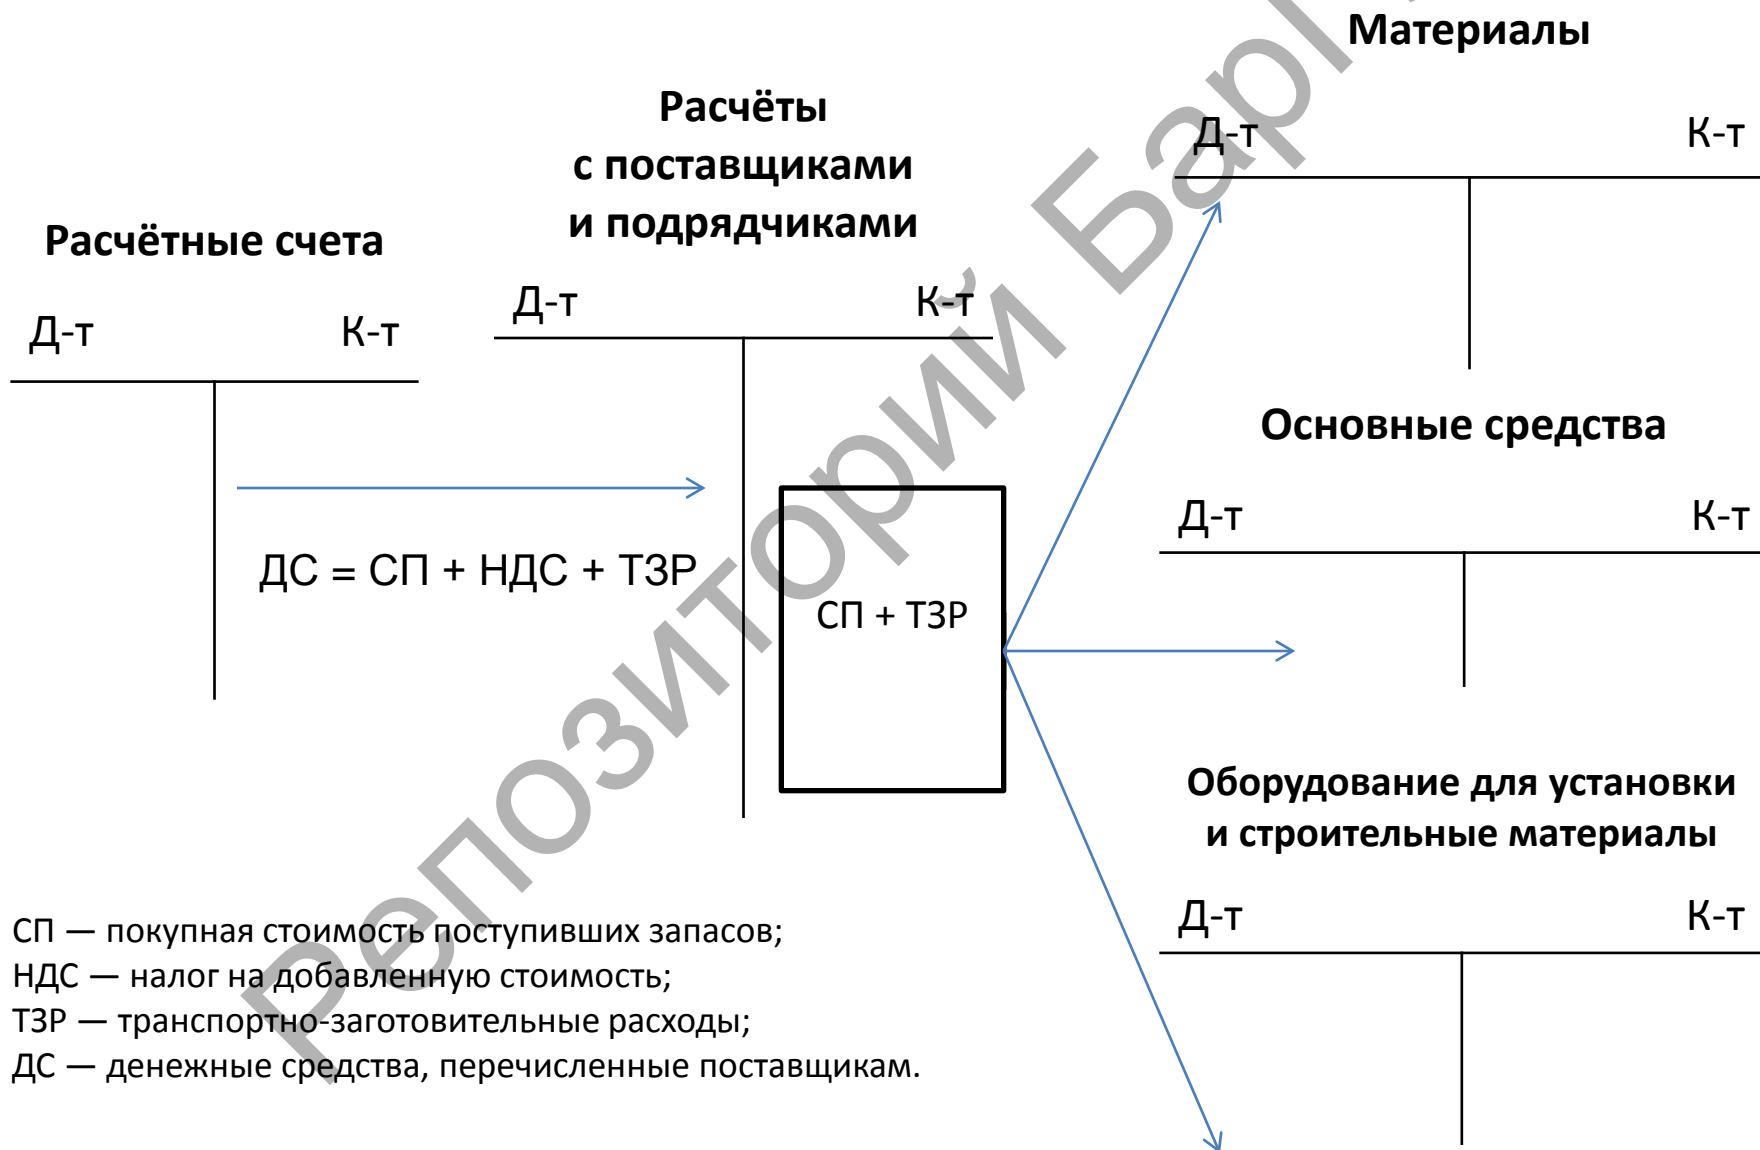 Материалы
Д-т К-т
Расчёты
с поставщиками
и подрядчиками
Д-т К-т
Расчётные счета
Д-т К-т
ДС = СП + НДС + ТЗР
СП + ТЗР
Основные средства
Д-т К-т
Оборудование для установки
и строительные материалы
Д-т К-т
СП — покупная стоимость поступивших запасов;
НДС — налог на добавленную стоимость;
ТЗР — транспортно-заготовительные расходы;
ДС — денежные средства, перечисленные поставщикам.
Репозиторий Бар